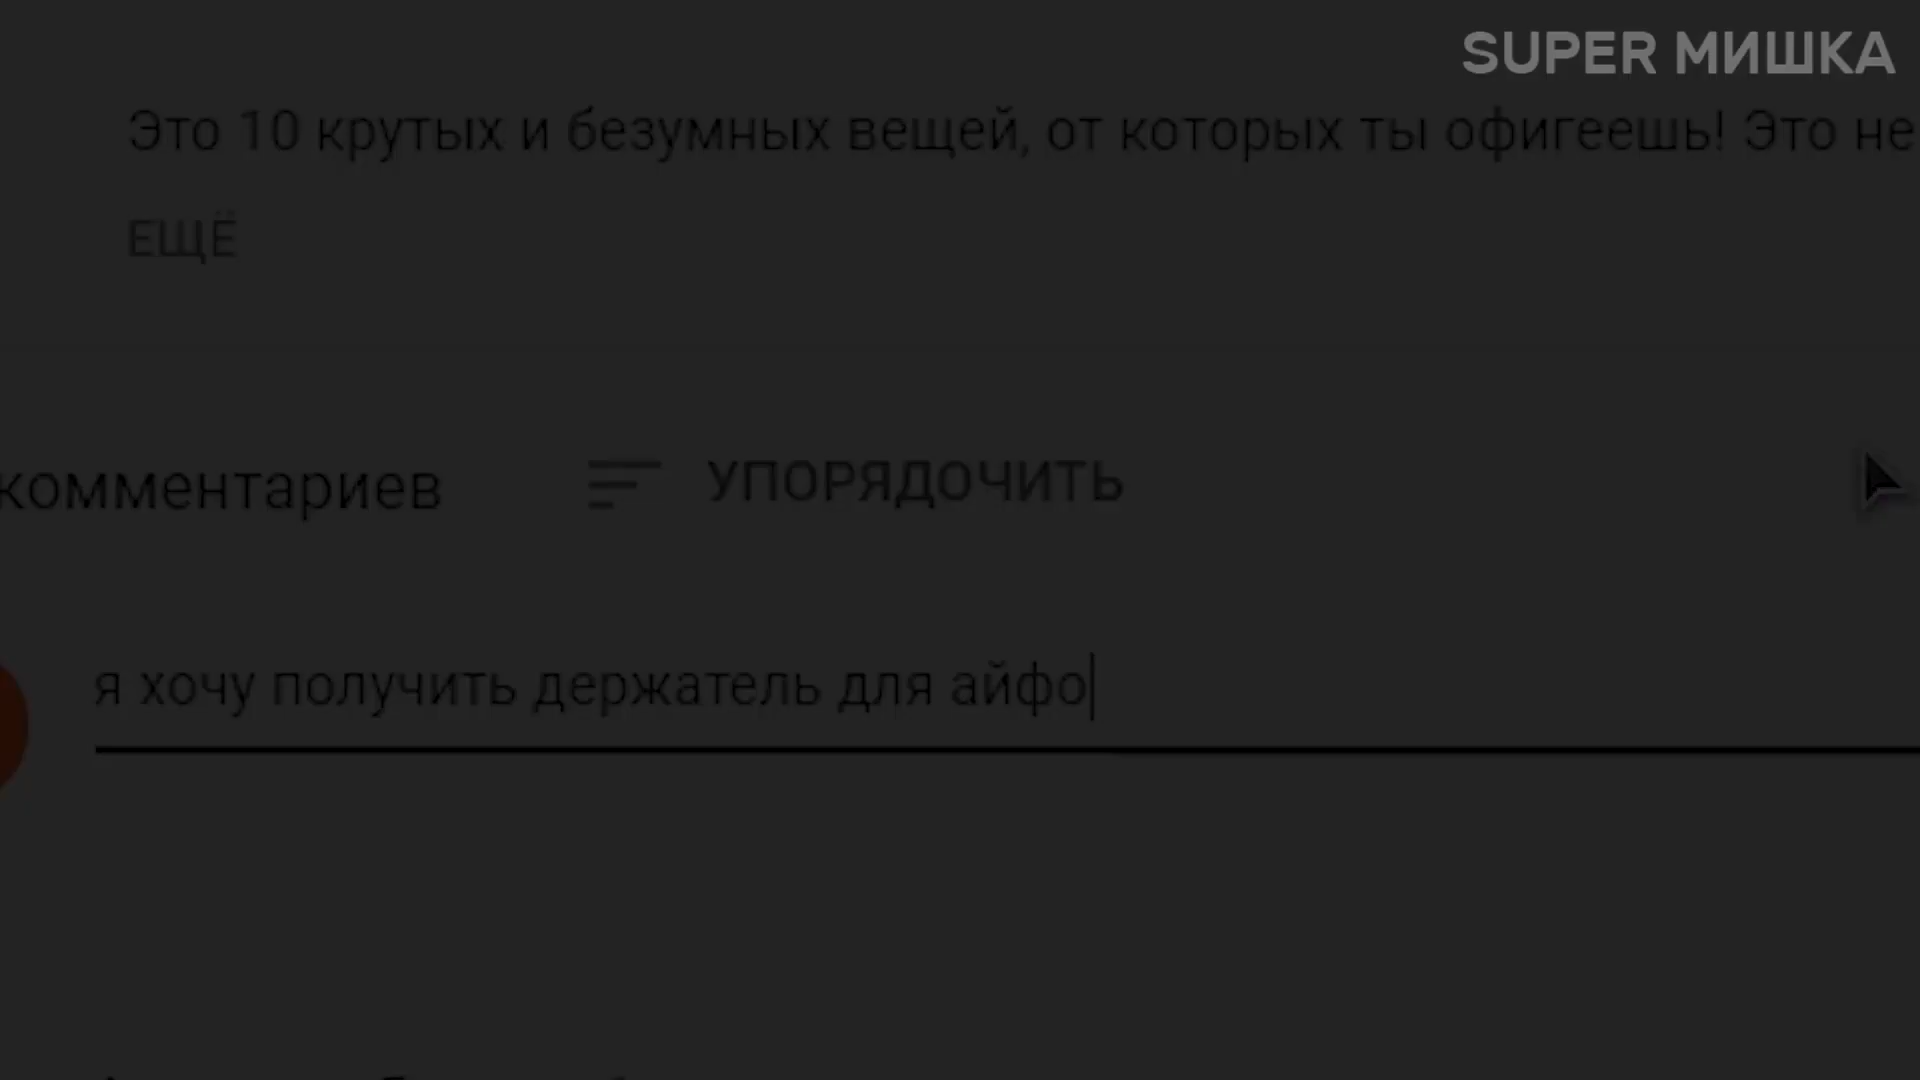 SUPER МИШКА
Это 10 крутых и безумных вещей, от которых ты офигеешь! Это не
ЕЩЁ
комментариев
УПОРЯДОЧИТЬ
я хочу получить держатель для айфо